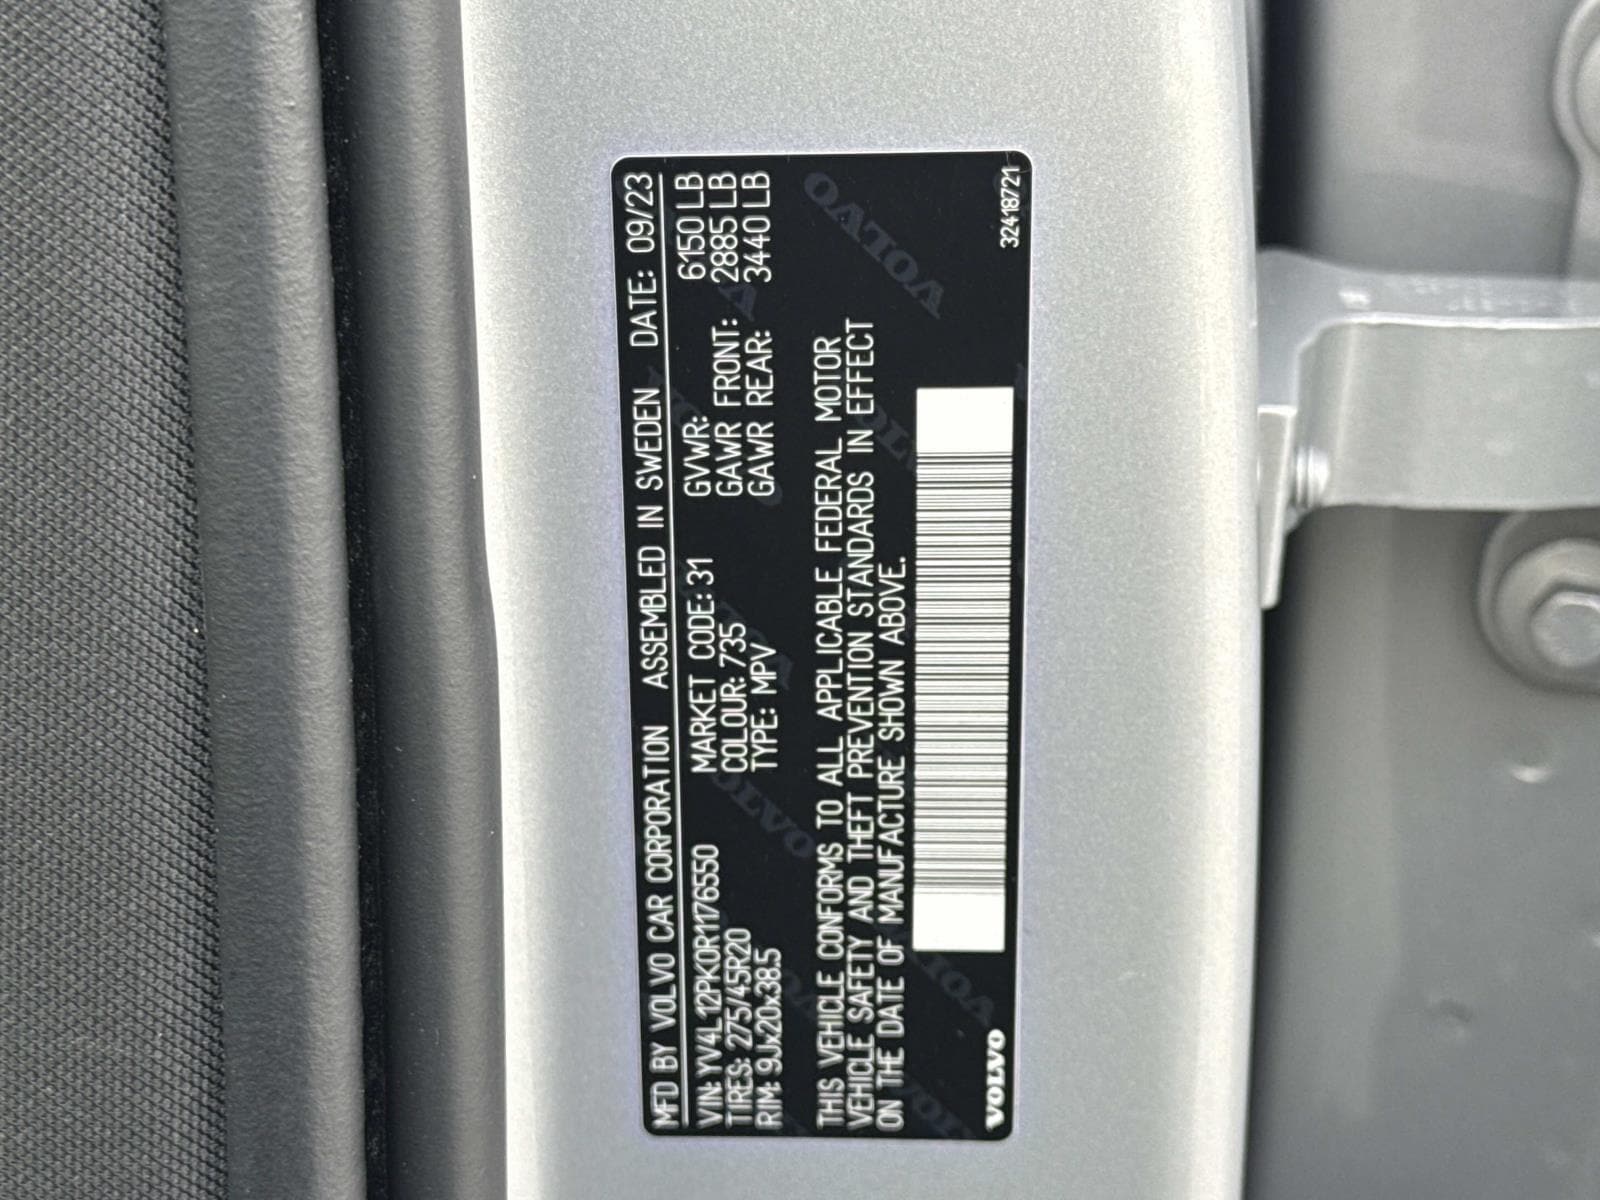 MFD BY VOLVO CAR CORPORATION ASSEMBLED IN SWEDEN DATE: 09/23
VIN: YV4L12PK0R1176550 MARKET CODE: 31 GVWR: 6150 LB
TIRES: 275/45R20 COLOUR: 735 GAWR FRONT: 2885 LB
RIM: 9Jx20x38.5 TYPE: MPV GAWR REAR: 3440 LB
THIS VEHICLE CONFORMS TO ALL APPLICABLE FEDERAL MOTOR
VEHICLE SAFETY AND THEFT PREVENTION STANDARDS IN EFFECT
ON THE DATE OF MANUFACTURE SHOWN ABOVE.
VOLVO 32418721